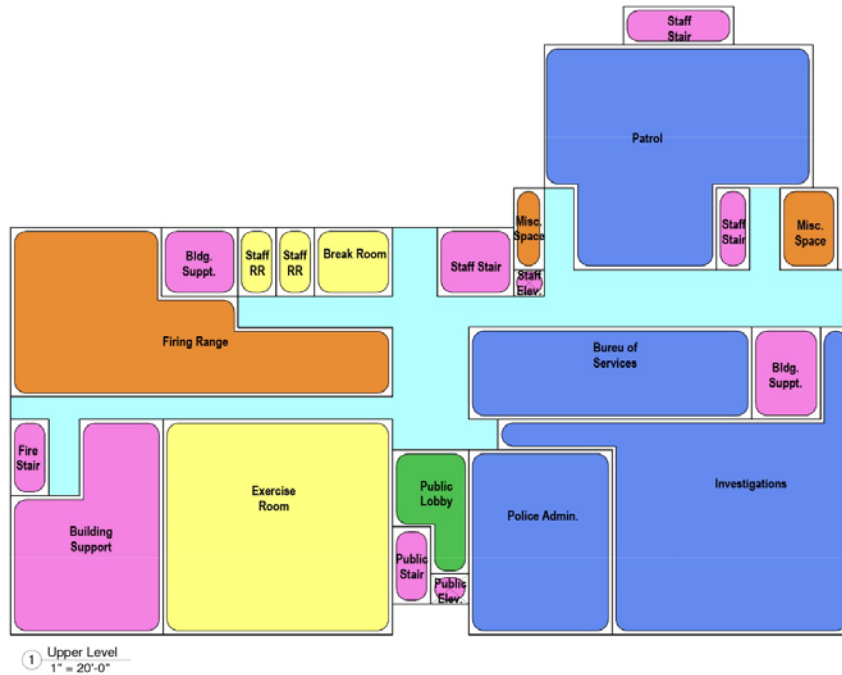 Staff
Stair
Patrol
Misc.
Space
Staff
Stair
Misc.
Space
Bldg.
Suppt.
Staff
RR
Staff
RR
Break Room
Staff Stair
Staff
Elev.
Firing Range
Bureu of
Services
Bldg.
Suppt.
Fire
Stair
Exercise
Room
Public
Lobby
Investigations
Building
Support
Police Admin.
Public
Stair
Public
Elev.
1 Upper Level
1" = 20'-0"